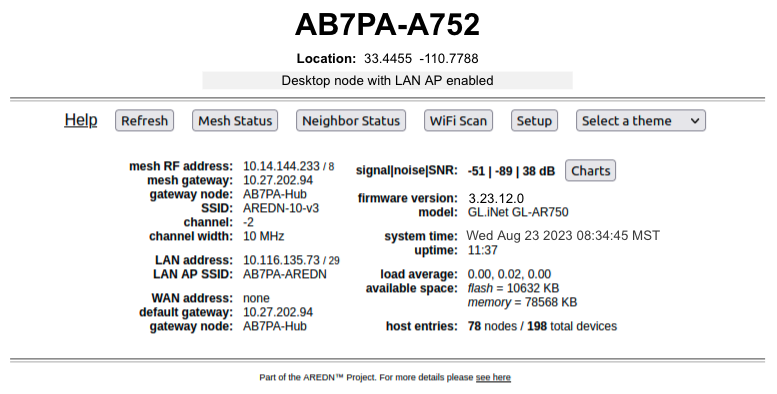 AB7PA-A752
Location: 33.4455 -110.7788
Desktop node with LAN AP enabled
Help Refresh Mesh Status Neighbor Status WiFi Scan Setup Select a theme
mesh RF address: 10.14.144.233 / 8
mesh gateway: 10.27.202.94
gateway node: AB7PA-Hub
SSID: AREDN-10-v3
channel: -2
channel width: 10 MHz
LAN address: 10.116.135.73 / 29
LAN AP SSID: AB7PA-AREDN
WAN address: none
default gateway: 10.27.202.94
gateway node: AB7PA-Hub
signal|noise|SNR: -51 | -89 | 38 dB Charts
firmware version: 3.23.12.0
model: GL.iNet GL-AR750
system time: Wed Aug 23 2023 08:34:45 MST
uptime: 11:37
load average: 0.00, 0.02, 0.00
available space: flash = 10632 KB
memory = 78568 KB
host entries: 78 nodes / 198 total devices
Part of the AREDN™ Project. For more details please see here